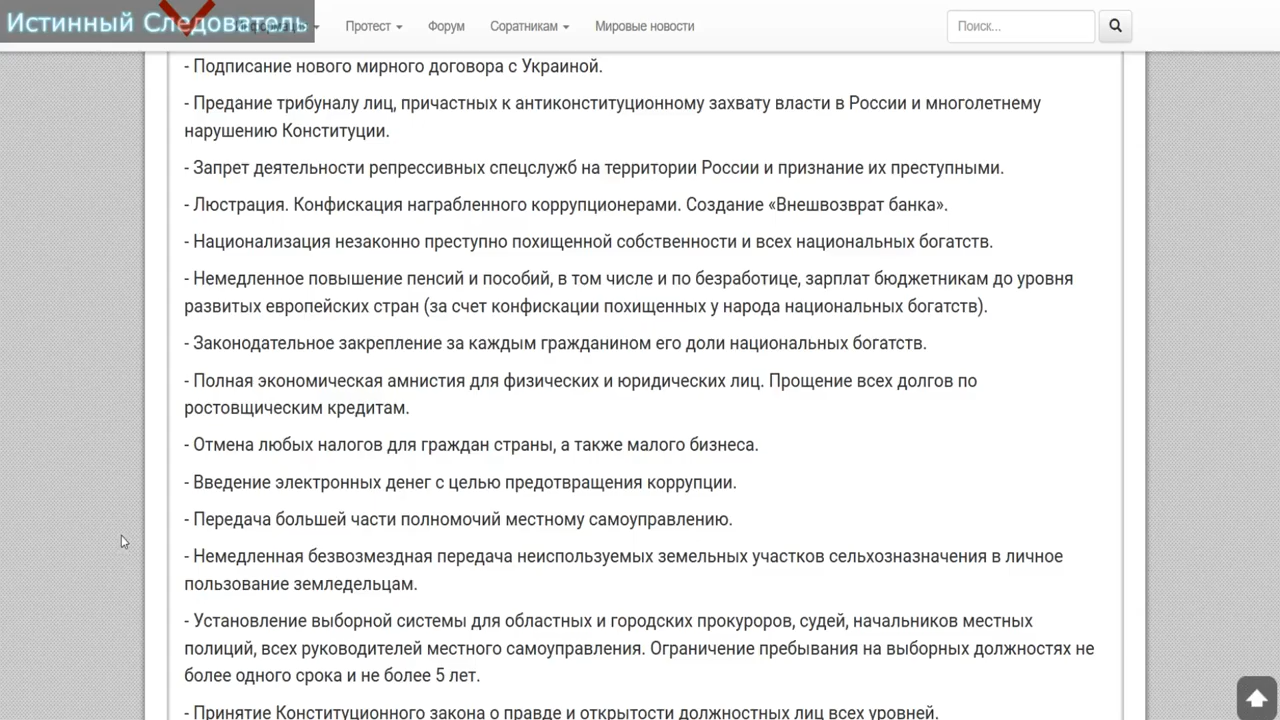 Истинный Следователь
Протест
Форум
Соратникам
Мировые новости
Поиск...
- Подписание нового мирного договора с Украиной.
- Предание трибуналу лиц, причастных к антиконституционному захвату власти в России и многолетнему
нарушению Конституции.
- Запрет деятельности репрессивных спецслужб на территории России и признание их преступными.
- Люстрация. Конфискация награбленного коррупционерами. Создание «Внешвозврат банка».
- Национализация незаконно преступно похищенной собственности и всех национальных богатств.
- Немедленное повышение пенсий и пособий, в том числе и по безработице, зарплат бюджетникам до уровня
развитых европейских стран (за счет конфискации похищенных у народа национальных богатств).
- Законодательное закрепление за каждым гражданином его доли национальных богатств.
- Полная экономическая амнистия для физических и юридических лиц. Прощение всех долгов по
ростовщическим кредитам.
- Отмена любых налогов для граждан страны, а также малого бизнеса.
- Введение электронных денег с целью предотвращения коррупции.
- Передача большей части полномочий местному самоуправлению.
- Немедленная безвозмездная передача неиспользуемых земельных участков сельхозназначения в личное
пользование земледельцам.
- Установление выборной системы для областных и городских прокуроров, судей, начальников местных
полиций, всех руководителей местного самоуправления. Ограничение пребывания на выборных должностях не
более одного срока и не более 5 лет.
- Принятие Конституционного закона о правде и открытости должностных лиц всех уровней.